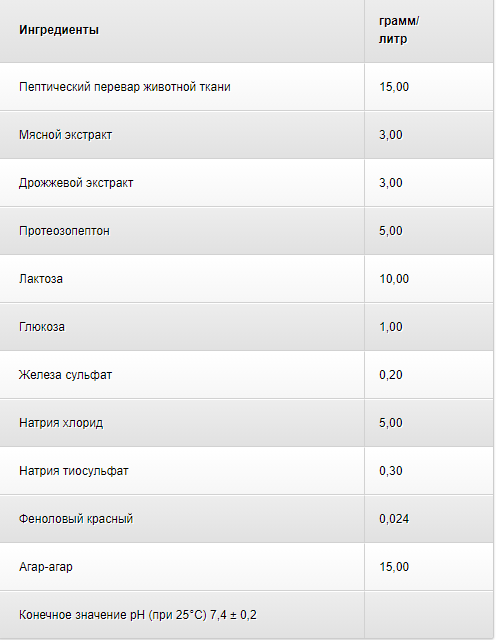 Ингредиенты
грамм/
литр
Пептический перевар животной ткани 15,00
Мясной экстракт 3,00
Дрожжевой экстракт 3,00
Протеозопептон 5,00
Лактоза 10,00
Глюкоза 1,00
Железа сульфат 0,20
Натрия хлорид 5,00
Натрия тиосульфат 0,30
Феноловый красный 0,024
Агар-агар 15,00
Конечное значение pH (при 25°C) 7,4 ± 0,2